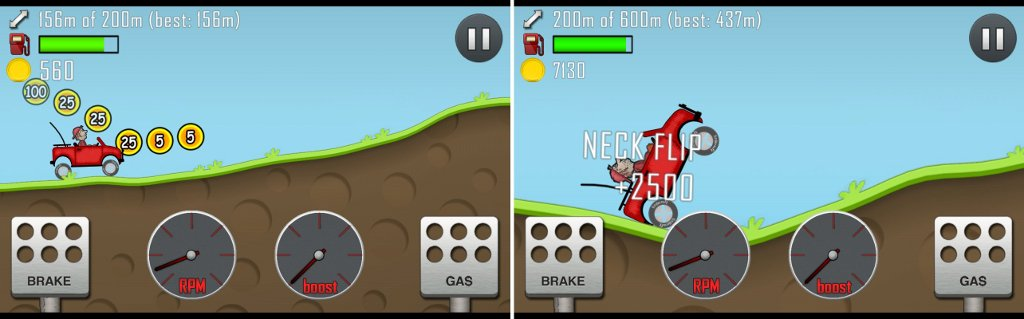 156m of 200m (best: 156m)
560
100
25
25
25
5
5
BRAKE
RPM
boost
GAS
200m of 600m (best: 437m)
7130
NECK FLIP
+2500
BRAKE
RPM
boost
GAS